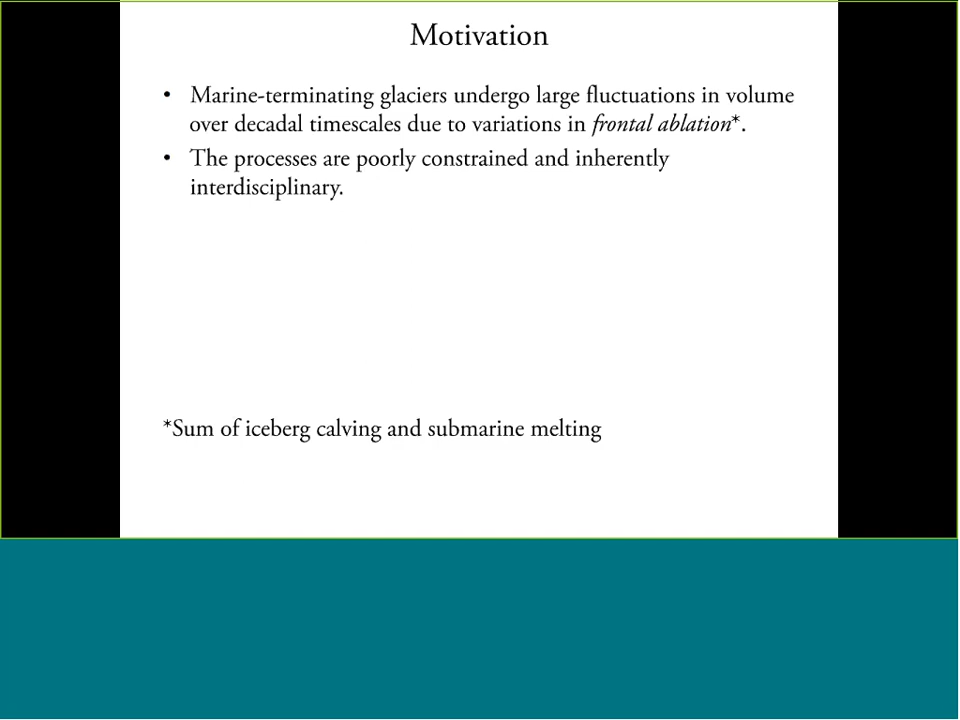 Motivation
• Marine-terminating glaciers undergo large fluctuations in volume
over decadal timescales due to variations in frontal ablation*.
• The processes are poorly constrained and inherently
interdisciplinary.
*Sum of iceberg calving and submarine melting